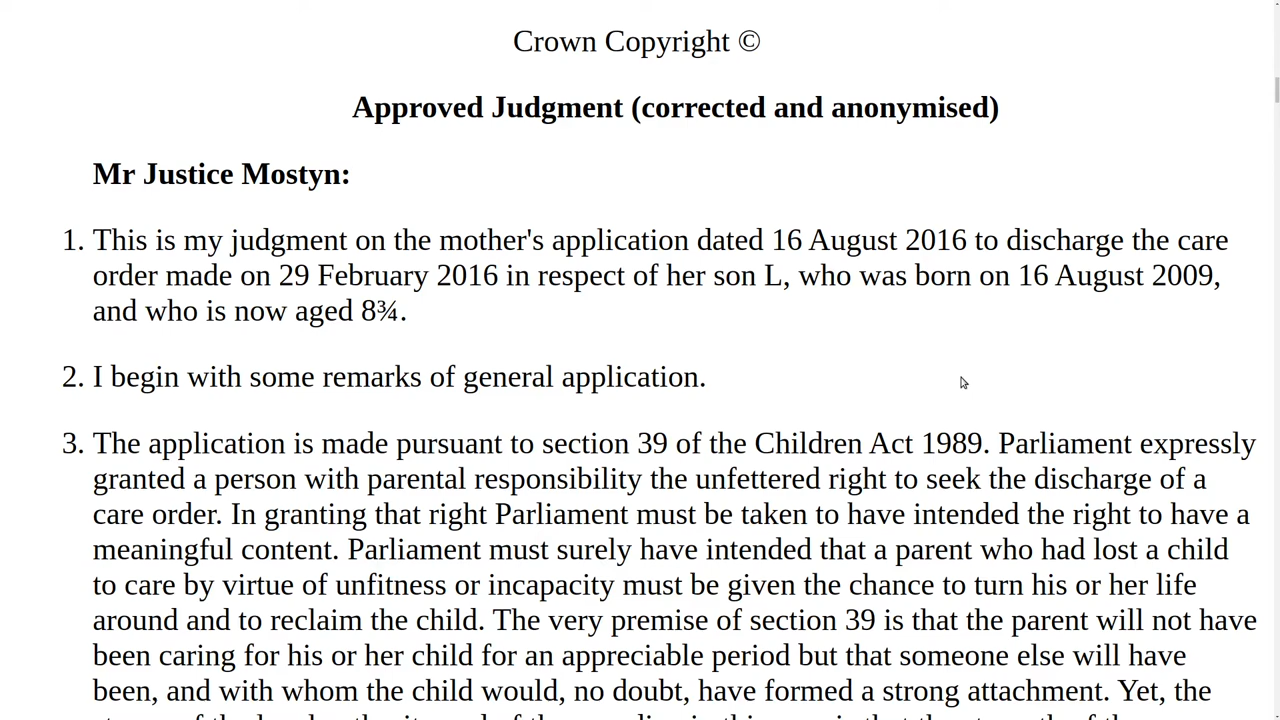 Crown Copyright ©
Approved Judgment (corrected and anonymised)
Mr Justice Mostyn:
1. This is my judgment on the mother's application dated 16 August 2016 to discharge the care
order made on 29 February 2016 in respect of her son L, who was born on 16 August 2009,
and who is now aged 8¾.
2. I begin with some remarks of general application.
3. The application is made pursuant to section 39 of the Children Act 1989. Parliament expressly
granted a person with parental responsibility the unfettered right to seek the discharge of a
care order. In granting that right Parliament must be taken to have intended the right to have a
meaningful content. Parliament must surely have intended that a parent who had lost a child
to care by virtue of unfitness or incapacity must be given the chance to turn his or her life
around and to reclaim the child. The very premise of section 39 is that the parent will not have
been caring for his or her child for an appreciable period but that someone else will have
been, and with whom the child would, no doubt, have formed a strong attachment. Yet, the